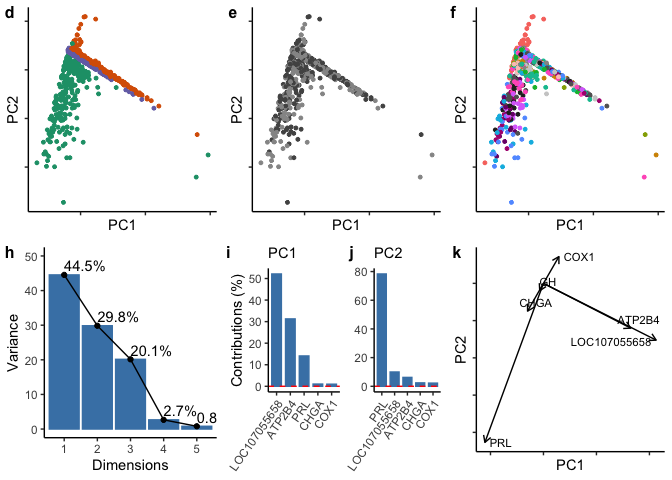 d
PC2
PC1
e
PC2
PC1
f
PC2
PC1
h
Variance
50
40
30
20
10
0
44.5%
29.8%
20.1%
2.7%
0.8
1 2 3 4 5
Dimensions
i
PC1
Contributions (%)
50
40
30
20
10
0
LOC107055658
ATP2B4
PRL
CHGA
COX1
j
PC2
80
60
40
20
0
PRL
LOC107055658
ATP2B4
CHGA
COX1
k
PC2
COX1
GH
CHGA
ATP2B4
LOC107055658
PRL
PC1